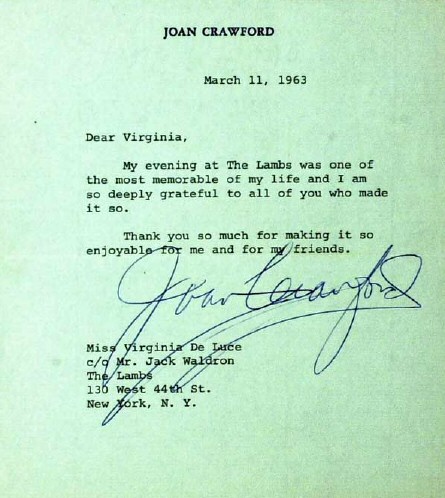 JOAN CRAWFORD
March 11, 1963
Dear Virginia,
My evening at The Lambs was one of
the most memorable of my life and I am
so deeply grateful to all of you who made
it so.
Thank you so much for making it so
enjoyable for me and for my friends.
Joan Crawford
Miss Virginia De Luce
c/o Mr. Jack Waldron
The Lambs
130 West 44th St.
New York, N. Y.